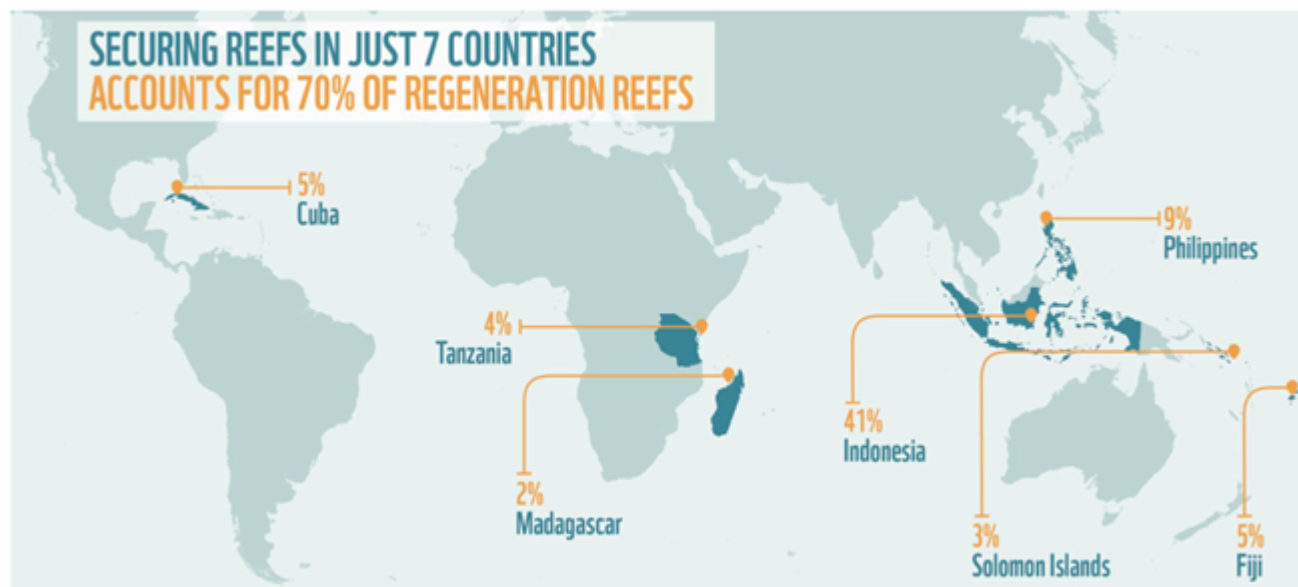 SECURING REEFS IN JUST 7 COUNTRIES
ACCOUNTS FOR 70% OF REGENERATION REEFS
5%
Cuba
9%
Philippines
4%
Tanzania
41%
Indonesia
2%
Madagascar
3%
Solomon Islands
5%
Fiji